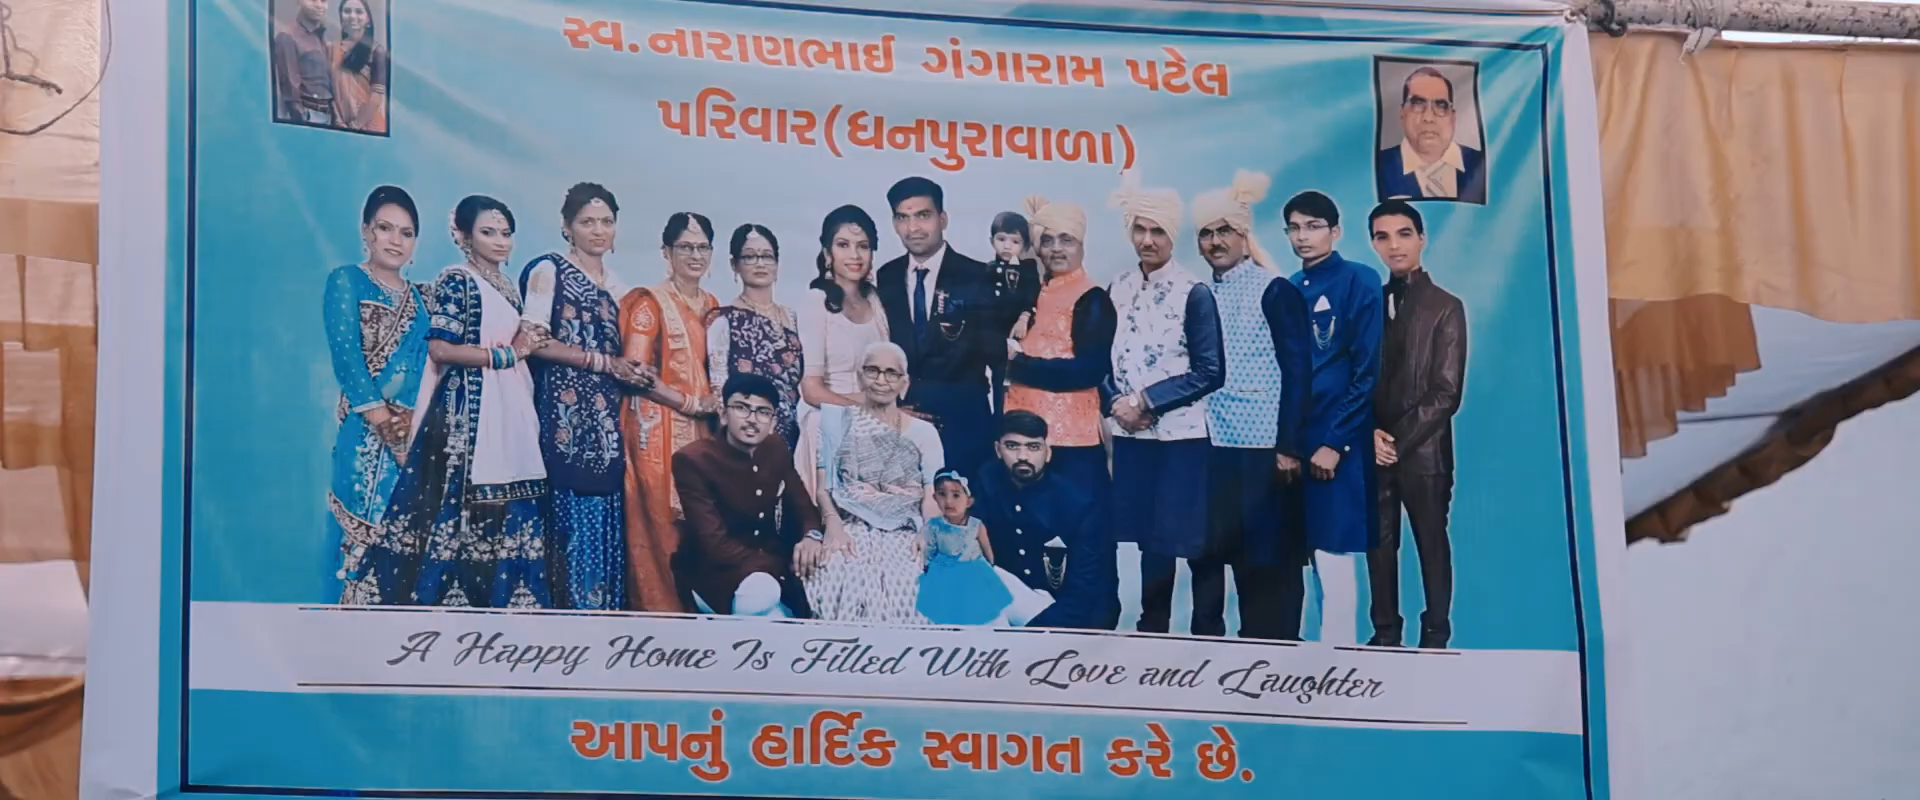 સ્વ. નારાણભાઈ ગંગારામ પટેલ
પરિવાર(ધનપુરાવાળા)
A Happy Home Is Filled With Love and Laughter
આપનું હાર્દિક સ્વાગત કરે છે.